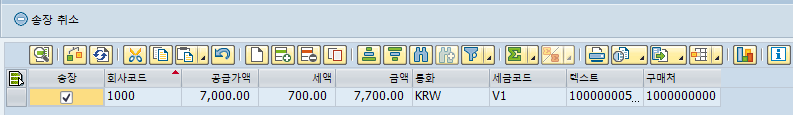 송장 취소
송장 회사코드 공급가액 세액 금액 통화 세금코드 텍스트 구매처
1000 7,000.00 700.00 7,700.00 KRW V1 100000005... 1000000000